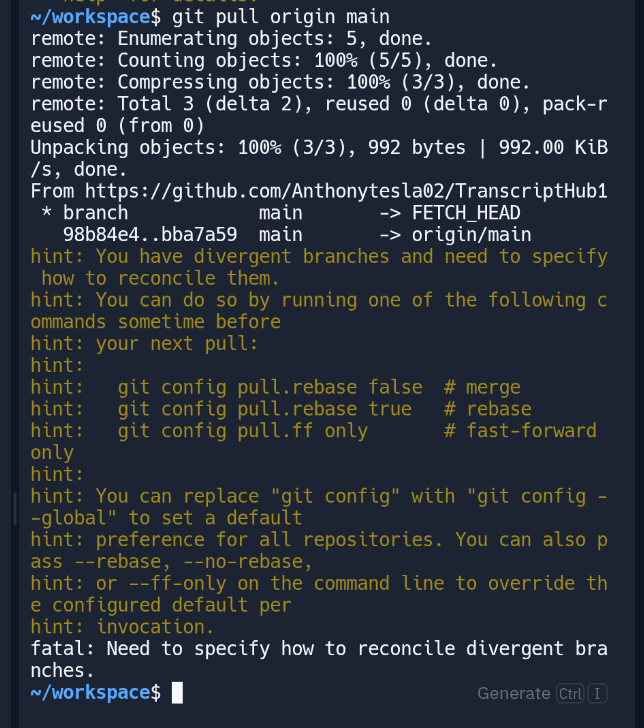 ~/workspace$ git pull origin main
remote: Enumerating objects: 5, done.
remote: Counting objects: 100% (5/5), done.
remote: Compressing objects: 100% (3/3), done.
remote: Total 3 (delta 2), reused 0 (delta 0), pack-r
eused 0 (from 0)
Unpacking objects: 100% (3/3), 992 bytes | 992.00 KiB
/s, done.
From https://github.com/Anthonytesla02/TranscriptHub1
 * branch            main       -> FETCH_HEAD
   98b84e4..bba7a59  main       -> origin/main
hint: You have divergent branches and need to specify
 how to reconcile them.
hint: You can do so by running one of the following c
ommands sometime before
hint: your next pull:
hint:
hint:   git config pull.rebase false  # merge
hint:   git config pull.rebase true   # rebase
hint:   git config pull.ff only       # fast-forward
only
hint:
hint: You can replace "git config" with "git config -
-global" to set a default
hint: preference for all repositories. You can also p
ass --rebase, --no-rebase,
hint: or --ff-only on the command line to override th
e configured default per
hint: invocation.
fatal: Need to specify how to reconcile divergent bra
nches.
~/workspace$ Generate Ctrl I